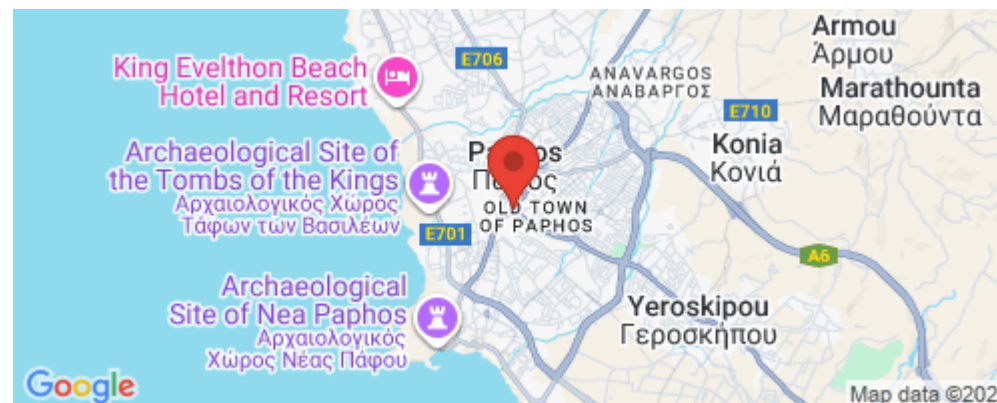 Armou
Άρμου
E706
King Evelthon Beach
Hotel and Resort
ANAVARGOS
ΑΝΑΒΑΡΓΟΣ
Marathounta
Μαραθούντα
E710
Konia
Κονιά
Archaeological Site of
the Tombs of the Kings
Αρχαιολογικός Χώρος
Τάφων των Βασιλέων
OLD TOWN
OF PAPHOS
E701
A6
Archaeological
Site of Nea Paphos
Αρχαιολογικός
Χώρος Νέας Πάφου
Yeroskipou
Γεροσκήπου
Google
Map data ©202